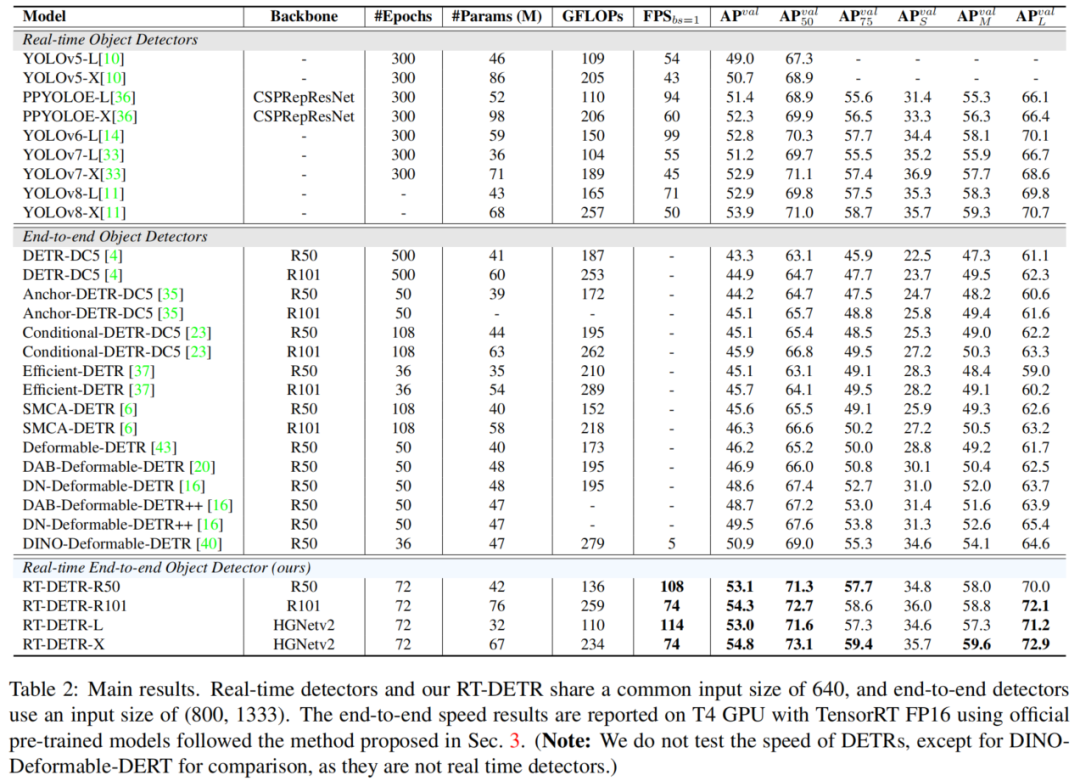 Model Backbone #Epochs #Params (M) GFLOPs FPS_bs=1 AP^val AP^val_50 AP^val_75 AP^val_S AP^val_M AP^val_L
Real-time Object Detectors
YOLOv5-L[10] - 300 46 109 54 49.0 67.3 - - - -
YOLOv5-X[10] - 300 86 205 43 50.7 68.9 - - - -
PPYOLOE-L[36] CSPRepResNet 300 52 110 94 51.4 68.9 55.6 31.4 55.3 66.1
PPYOLOE-X[36] CSPRepResNet 300 98 206 60 52.3 69.9 56.5 33.3 56.3 66.4
YOLOv6-L[14] - 300 59 150 99 52.8 70.3 57.7 34.4 58.1 70.1
YOLOv7-L[33] - 300 36 104 55 51.2 69.7 55.5 35.2 55.9 66.7
YOLOv7-X[33] - 300 71 189 45 52.9 71.1 57.4 36.9 57.7 68.6
YOLOv8-L[11] - - 43 165 71 52.9 69.8 57.5 35.3 58.3 69.8
YOLOv8-X[11] - - 68 257 50 53.9 71.0 58.7 35.7 59.3 70.7
End-to-end Object Detectors
DETR-DC5 [4] R50 500 41 187 - 43.3 63.1 45.9 22.5 47.3 61.1
DETR-DC5 [4] R101 500 60 253 - 44.9 64.7 47.7 23.7 49.5 62.3
Anchor-DETR-DC5 [35] R50 50 39 172 - 44.2 64.7 47.5 24.7 48.2 60.6
Anchor-DETR-DC5 [35] R101 50 - - - 45.1 65.7 48.8 25.8 49.4 61.6
Conditional-DETR-DC5 [23] R50 108 44 195 - 45.1 65.4 48.5 25.3 49.0 62.2
Conditional-DETR-DC5 [23] R101 108 63 262 - 45.9 66.8 49.5 27.2 50.3 63.3
Efficient-DETR [37] R50 36 35 210 - 45.1 63.1 49.1 28.3 48.4 59.0
Efficient-DETR [37] R101 36 54 289 - 45.7 64.1 49.5 28.2 49.1 60.2
SMCA-DETR [6] R50 108 40 152 - 45.6 65.5 49.1 25.9 49.3 62.6
SMCA-DETR [6] R101 108 58 218 - 46.3 66.6 50.2 27.2 50.5 63.2
Deformable-DETR [43] R50 50 40 173 - 46.2 65.2 50.0 28.8 49.2 61.7
DAB-Deformable-DETR [20] R50 50 48 195 - 46.9 66.0 50.8 30.1 50.4 62.5
DN-Deformable-DETR [16] R50 50 48 195 - 48.6 67.4 52.7 31.0 52.0 63.7
DAB-Deformable-DETR++ [16] R50 50 47 - - 48.7 67.2 53.0 31.4 51.6 63.9
DN-Deformable-DETR++ [16] R50 50 47 - - 49.5 67.6 53.8 31.3 52.6 65.4
DINO-Deformable-DETR [40] R50 36 47 279 5 50.9 69.0 55.3 34.6 54.1 64.6
Real-time End-to-end Object Detector (ours)
RT-DETR-R50 R50 72 42 136 108 53.1 71.3 57.7 34.8 58.0 70.0
RT-DETR-R101 R101 72 76 259 74 54.3 72.7 58.6 36.0 58.8 72.1
RT-DETR-L HGNetv2 72 32 110 114 53.0 71.6 57.3 34.6 57.3 71.2
RT-DETR-X HGNetv2 72 67 234 74 54.8 73.1 59.4 35.7 59.6 72.9
Table 2: Main results. Real-time detectors and our RT-DETR share a common input size of 640, and end-to-end detectors
use an input size of (800, 1333). The end-to-end speed results are reported on T4 GPU with TensorRT FP16 using official
pre-trained models followed the method proposed in Sec. 3. (Note: We do not test the speed of DETRs, except for DINO-
Deformable-DERT for comparison, as they are not real time detectors.)